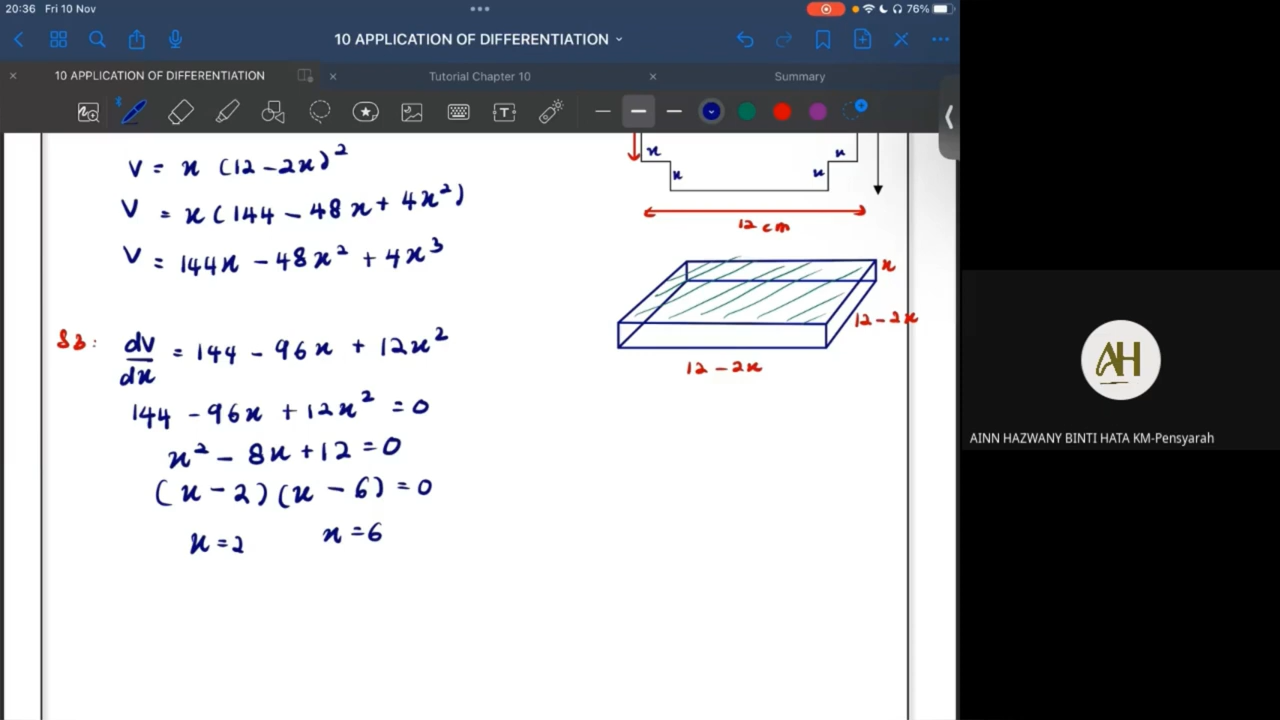 20:36 Fri 10 Nov
76%
10 APPLICATION OF DIFFERENTIATION
10 APPLICATION OF DIFFERENTIATION
Tutorial Chapter 10
Summary
V = x (12 - 2x)²
V = x (144 - 48x + 4x²)
V = 144x - 48x² + 4x³
S3 : dv/dx = 144 - 96x + 12x²
144 - 96x + 12x² = 0
x² - 8x + 12 = 0
(x - 2)(x - 6) = 0
x = 2 x = 6
x x
x x
12 cm
x
12 - 2x
12 - 2x
AH
AINN HAZWANY BINTI HATA KM-Pensyarah